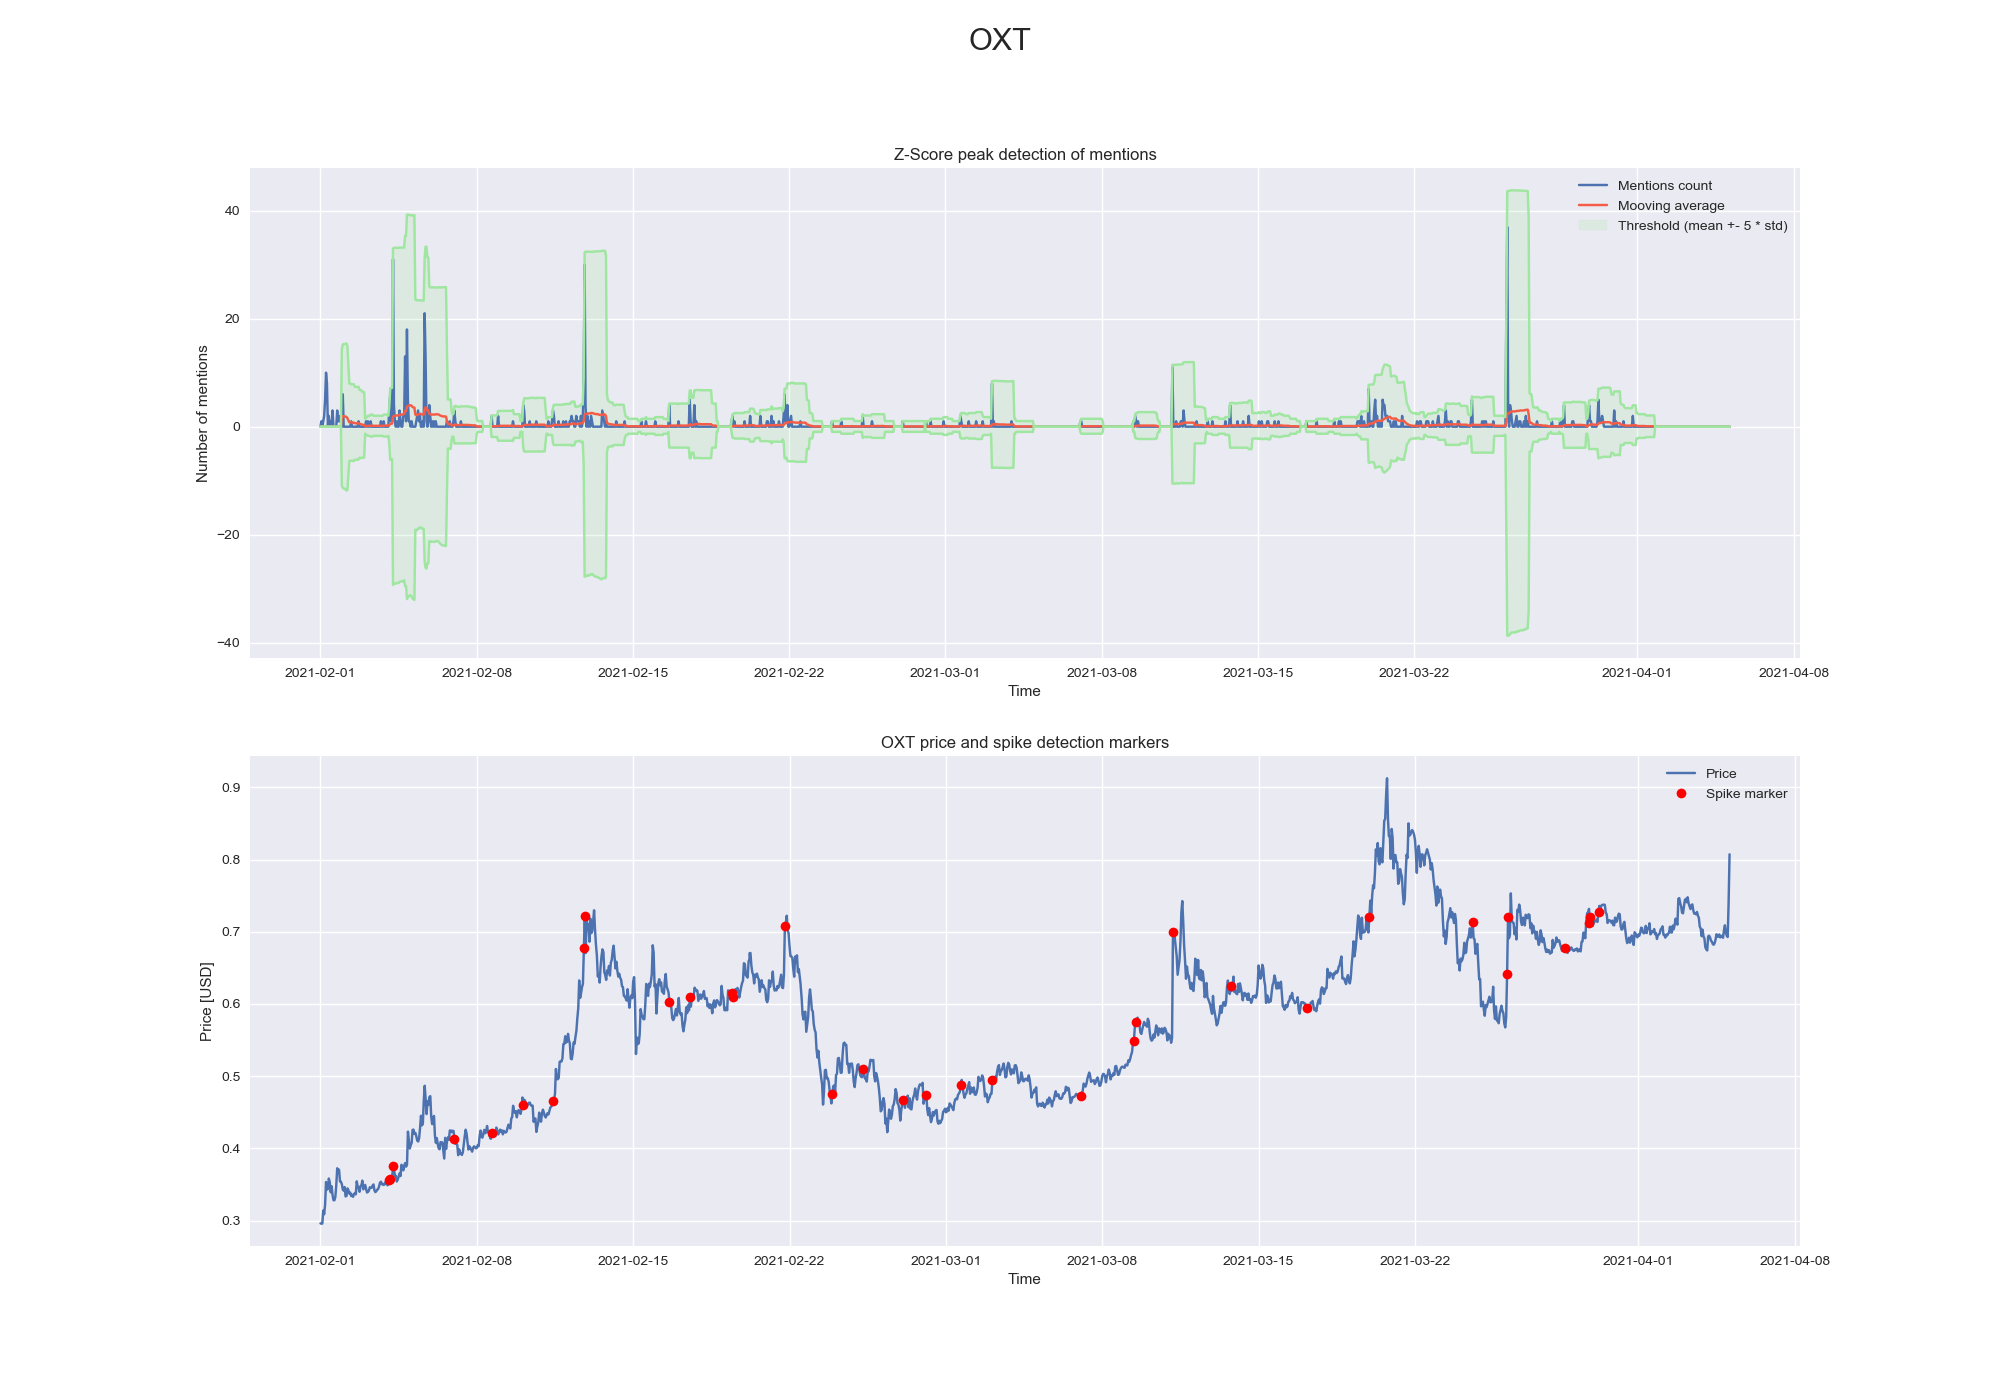 OXT
Z-Score peak detection of mentions
Mentions count
Mooving average
Threshold (mean +- 5 * std)
Number of mentions
40
20
0
−20
−40
2021-02-01 2021-02-08 2021-02-15 2021-02-22 2021-03-01 2021-03-08 2021-03-15 2021-03-22 2021-04-01 2021-04-08
Time
OXT price and spike detection markers
Price
Spike marker
Price [USD]
0.9
0.8
0.7
0.6
0.5
0.4
0.3
2021-02-01 2021-02-08 2021-02-15 2021-02-22 2021-03-01 2021-03-08 2021-03-15 2021-03-22 2021-04-01 2021-04-08
Time